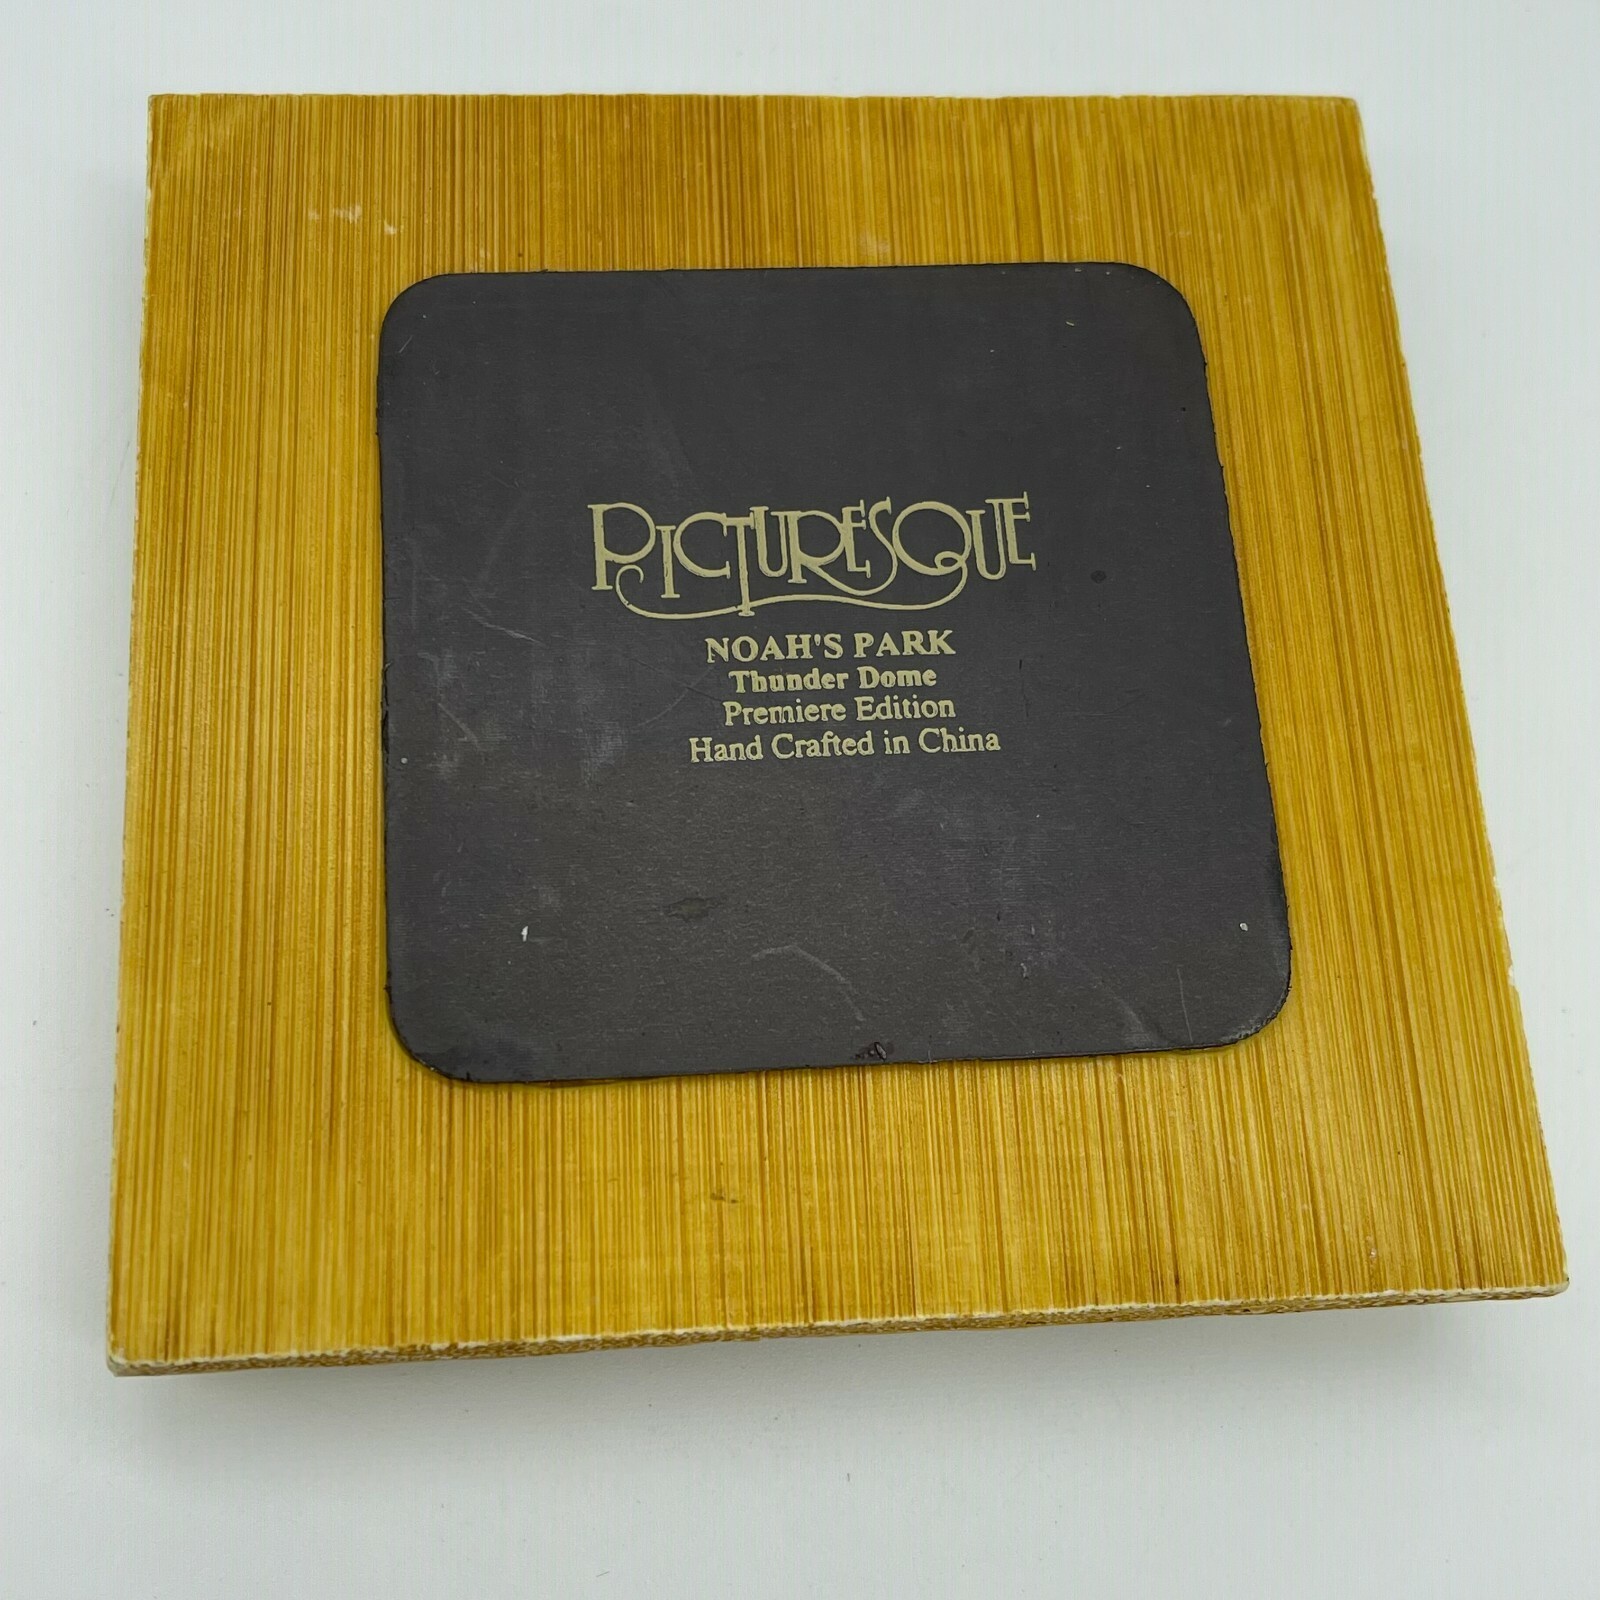 PICTURESQUE
NOAH'S PARK
Thunder Dome
Premiere Edition
Hand Crafted in China